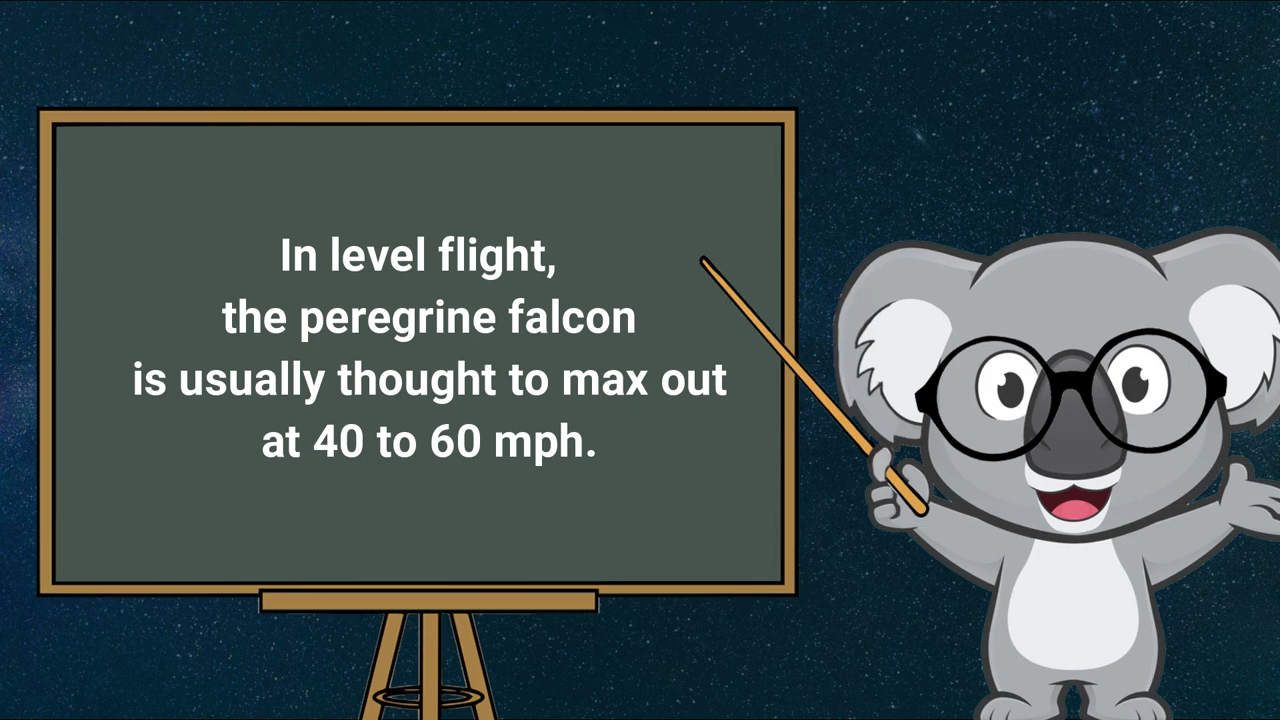 In level flight,
the peregrine falcon
is usually thought to max out
at 40 to 60 mph.